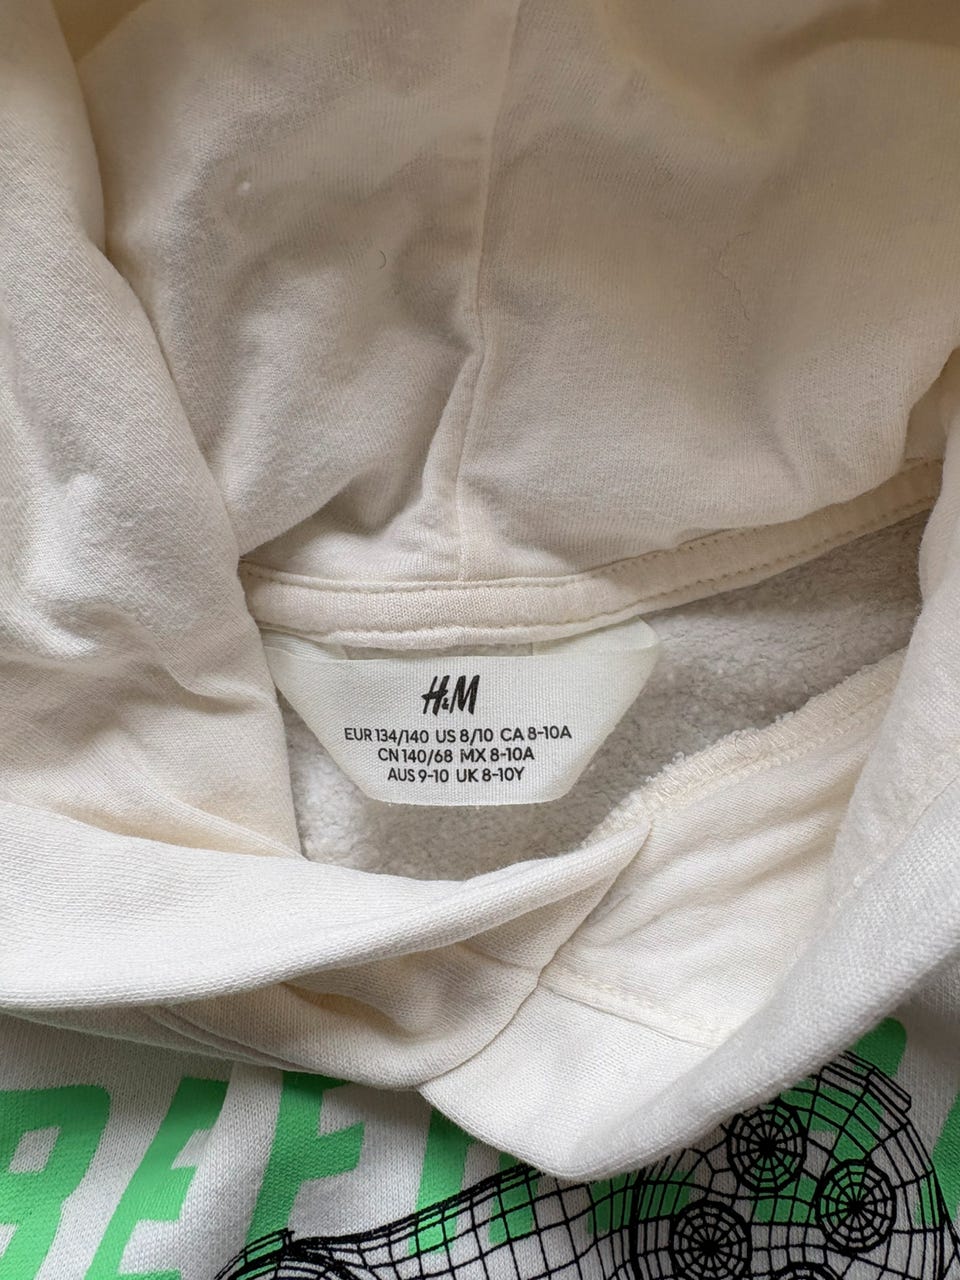 H&M
EUR 134/140 US 8/10 CA 8-10A
CN 140/68 MX 8-10A
AUS 9-10 UK 8-10Y